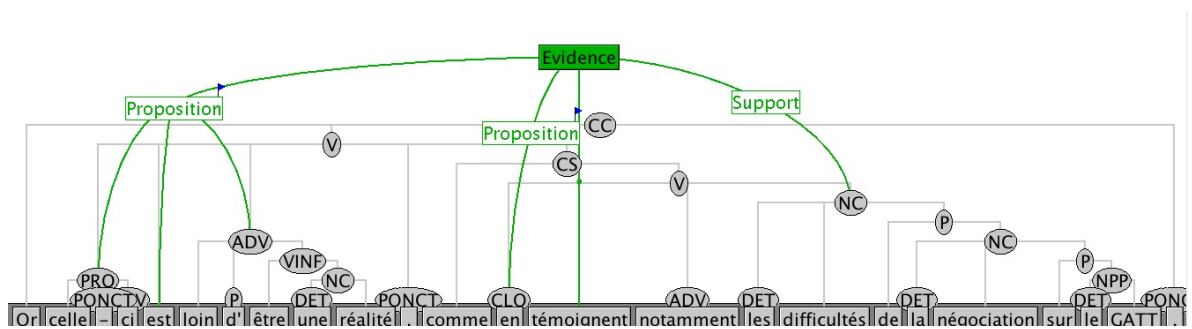 Evidence
Proposition Support
Proposition CC
V
CS
V
NC
P
ADV NC
VINF P
PRO NC NPP
PONCT V P DET PONCT CLO ADV DET DET DET PONC
Or celle - ci est loin d' être une réalité , comme en témoignent notamment les difficultés de la négociation sur le GATT .